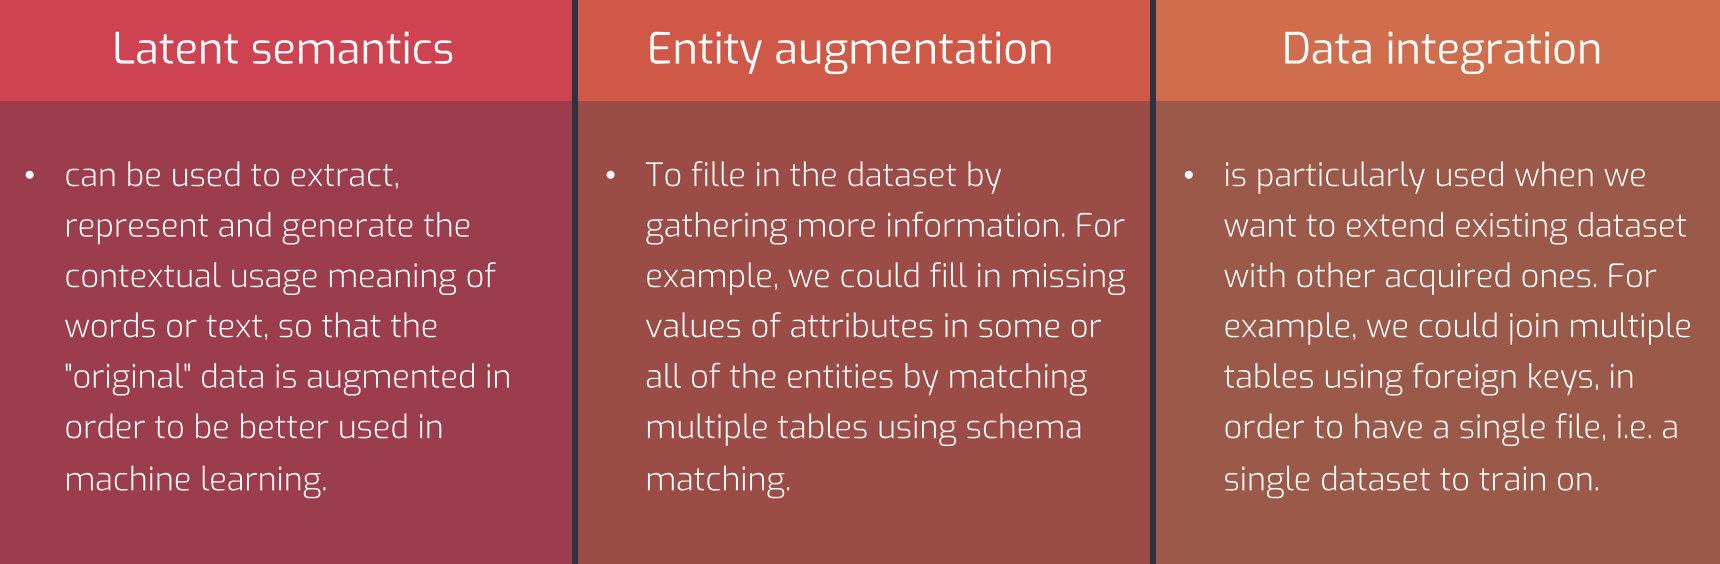 Latent semantics
• can be used to extract,
represent and generate the
contextual usage meaning of
words or text, so that the
"original" data is augmented in
order to be better used in
machine learning.
Entity augmentation
• To fille in the dataset by
gathering more information. For
example, we could fill in missing
values of attributes in some or
all of the entities by matching
multiple tables using schema
matching.
Data integration
• is particularly used when we
want to extend existing dataset
with other acquired ones. For
example, we could join multiple
tables using foreign keys, in
order to have a single file, i.e. a
single dataset to train on.